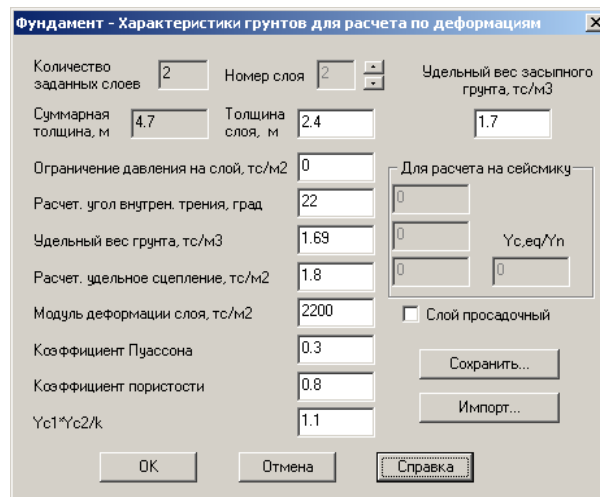 Фундамент - Характеристики грунтов для расчета по деформациям
Количество заданных слоев 2
Номер слоя 2
Удельный вес засыпного грунта, тс/м3
1.7
Суммарная толщина, м 4.7
Толщина слоя, м 2.4
Ограничение давления на слой, тс/м2 0
Расчет. угол внутрен. трения, град 22
Удельный вес грунта, тс/м3 1.69
Расчет. удельное сцепление, тс/м2 1.8
Модуль деформации слоя, тс/м2 2200
Коэффициент Пуассона 0.3
Коэффициент пористости 0.8
Yc1*Yc2/k 1.1
Для расчета на сейсмику
0
0 Yc,eq/Yn
0 0
Слой просадочный
Сохранить...
Импорт...
OK Отмена Справка